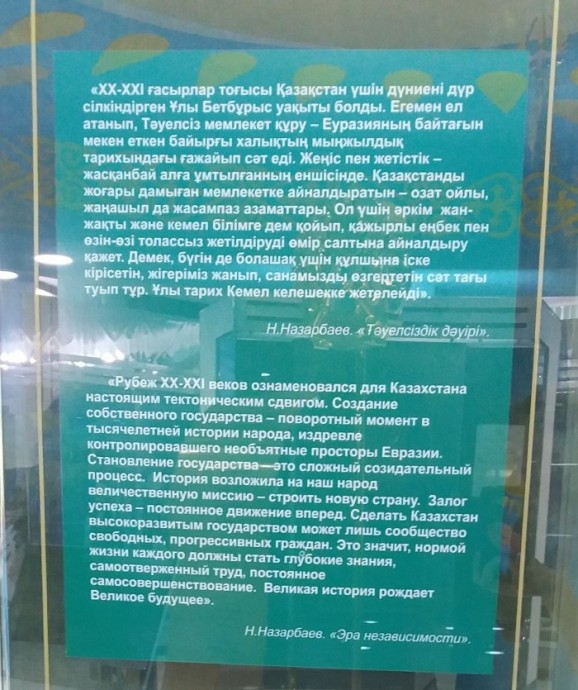 «XX-XXI ғасырлар тоғысы Қазақстан үшін дүниені дүр
сілкіндірген Ұлы Бетбұрыс уақыты болды. Егемен ел
атанып, Тәуелсіз мемлекет құру – Еуразияның байтағын
мекен еткен байырғы халықтың мыңжылдық
тарихындағы ғажайып сәт еді. Жеңіс пен жетістік –
жасқанбай алға ұмтылғанның еншісінде. Қазақстанды
жоғары дамыған мемлекетке айналдыратын – озат ойлы,
жаңашыл да жасампаз азаматтары. Ол үшін әркім жан-
жақты және кемел білімге дем қойып, қажырлы еңбек пен
өзін-өзі толассыз жетілдіруді өмір салтына айналдыру
қажет. Демек, бүгін де болашақ үшін құлшына іске
кірісетін, жігеріміз жанып, санамызды өзгертетін сәт тағы
туып тұр. Ұлы тарих Кемел келешекке жетелейді».
Н.Назарбаев. «Тәуелсіздік дәуірі».
«Рубеж XX-XXI веков ознаменовался для Казахстана
настоящим тектоническим сдвигом. Создание
собственного государства – поворотный момент в
тысячелетней истории народа, издревле
контролировавшего необъятные просторы Евразии.
Становление государства – это сложный созидательный
процесс. История возложила на наш народ
величественную миссию – строить новую страну. Залог
успеха – постоянное движение вперед. Сделать Казахстан
высокоразвитым государством может лишь сообщество
свободных, прогрессивных граждан. Это значит, нормой
жизни каждого должны стать глубокие знания,
самоотверженный труд, постоянное
самосовершенствование. Великая история рождает
Великое будущее».
Н.Назарбаев. «Эра независимости».